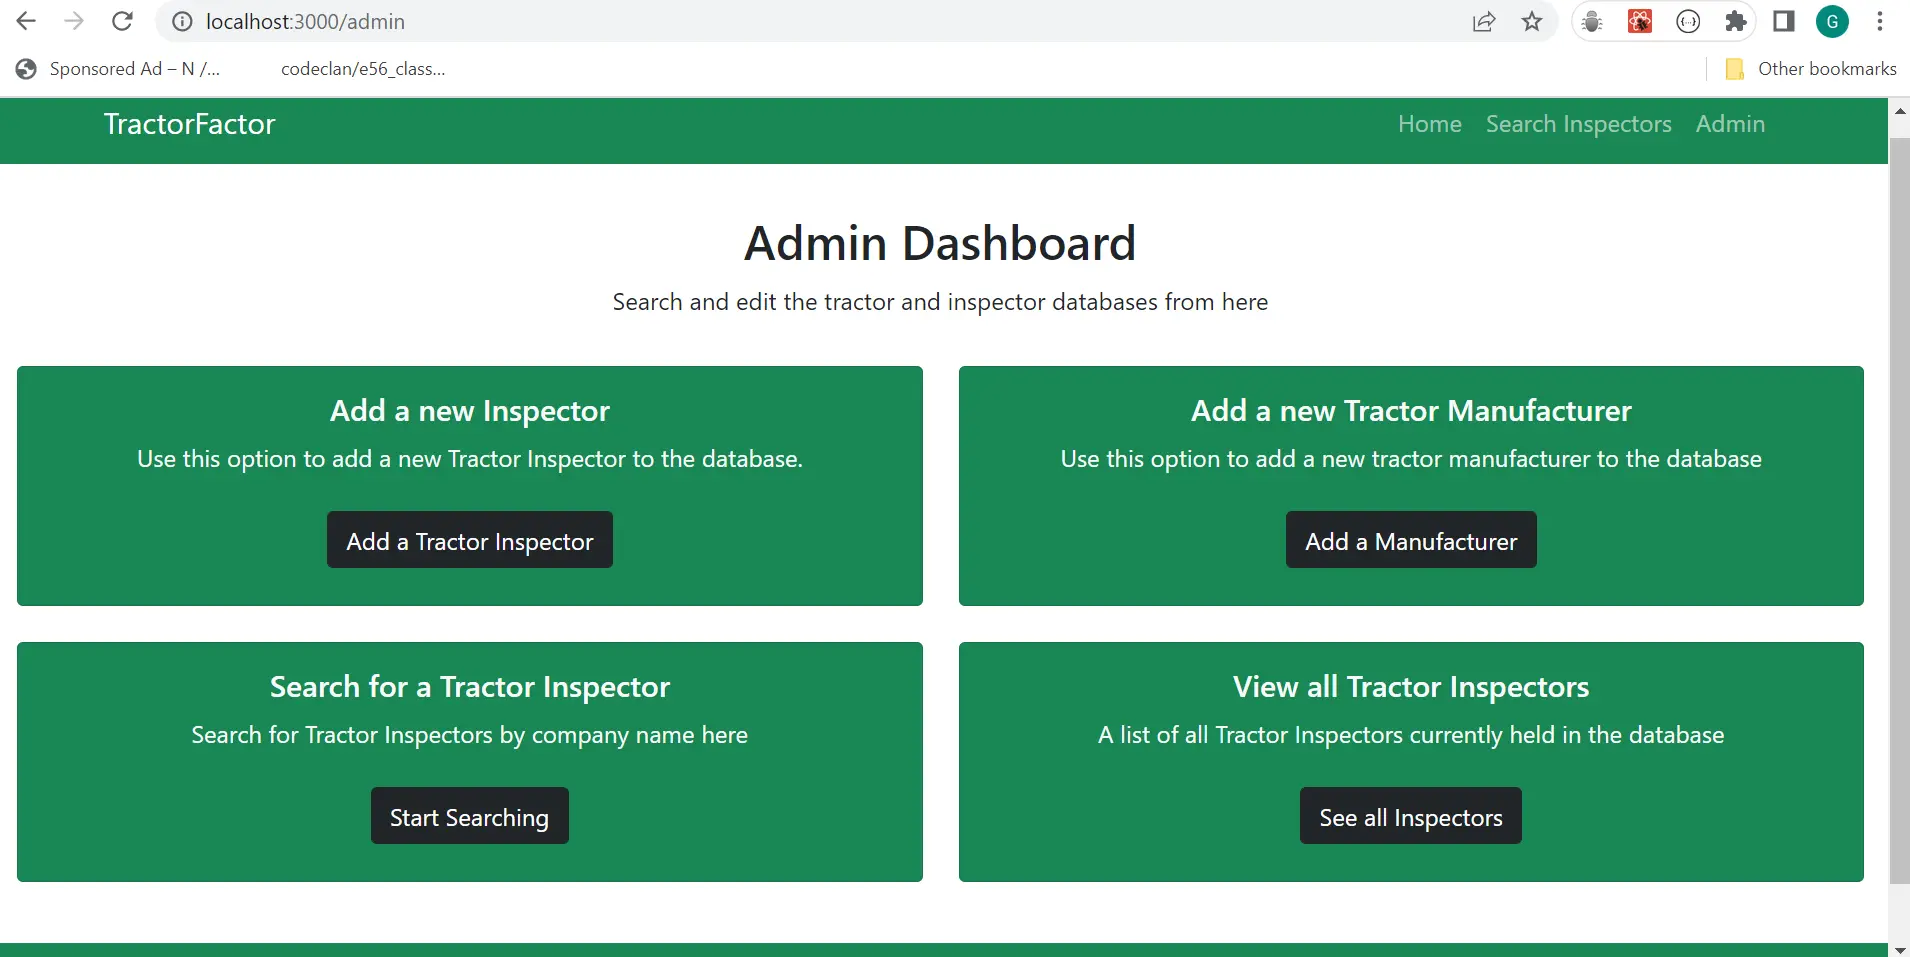 localhost:3000/admin
G
Sponsored Ad – N /...
codeclan/e56_class...
Other bookmarks
TractorFactor
Home
Search Inspectors
Admin
Admin Dashboard
Search and edit the tractor and inspector databases from here
Add a new Inspector
Use this option to add a new Tractor Inspector to the database.
Add a Tractor Inspector
Add a new Tractor Manufacturer
Use this option to add a new tractor manufacturer to the database
Add a Manufacturer
Search for a Tractor Inspector
Search for Tractor Inspectors by company name here
Start Searching
View all Tractor Inspectors
A list of all Tractor Inspectors currently held in the database
See all Inspectors